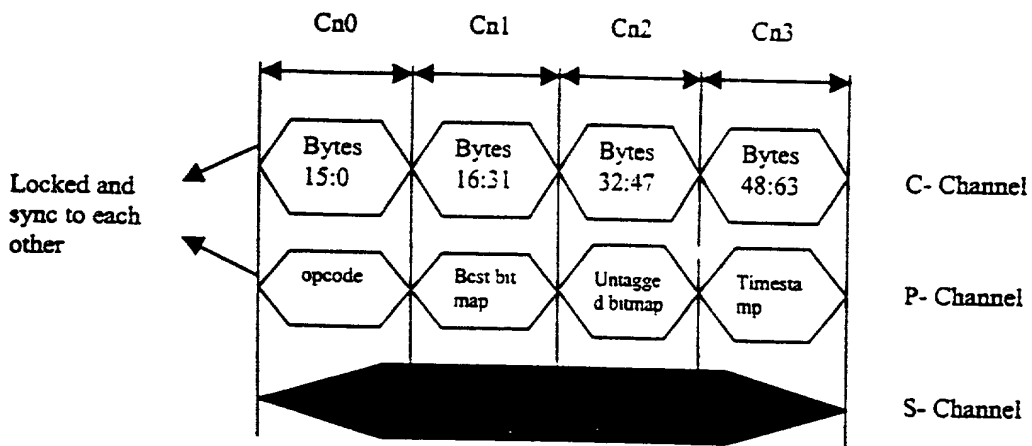 Cn0 Cn1 Cn2 Cn3
Bytes
15:0
Bytes
16:31
Bytes
32:47
Bytes
48:63
C- Channel
Locked and
sync to each
other
opcode
Best bit
map
Untagge
d bitmap
Timesta
mp
P- Channel
S- Channel